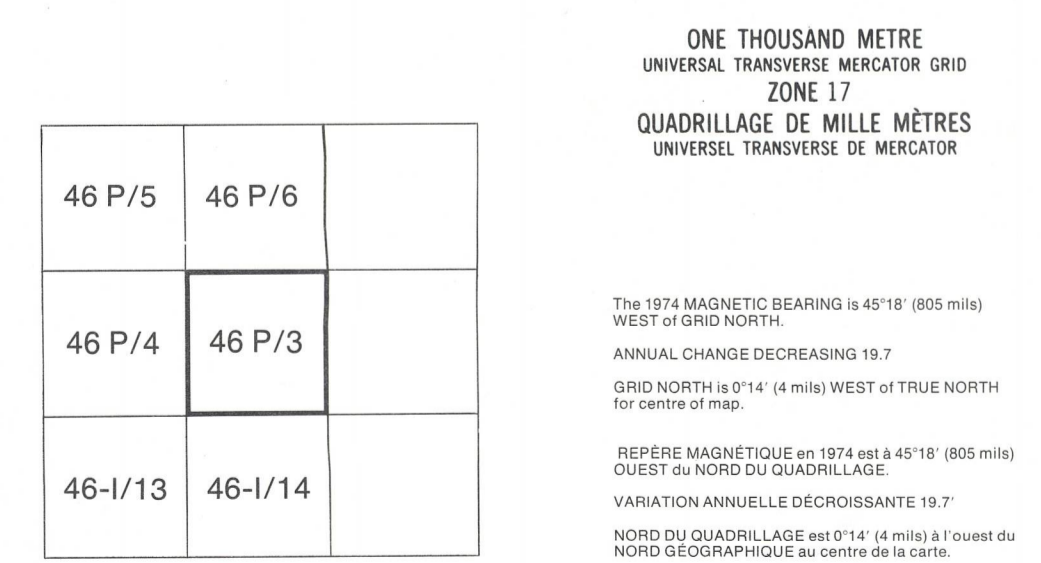 ONE THOUSAND METRE
UNIVERSAL TRANSVERSE MERCATOR GRID
ZONE 17
QUADRILLAGE DE MILLE MÈTRES
UNIVERSEL TRANSVERSE DE MERCATOR
46 P/5
46 P/6
46 P/4
46 P/3
46-I/13
46-I/14
The 1974 MAGNETIC BEARING is 45°18′ (805 mils)
WEST of GRID NORTH.
ANNUAL CHANGE DECREASING 19.7
GRID NORTH is 0°14′ (4 mils) WEST of TRUE NORTH
for centre of map.
REPÈRE MAGNÉTIQUE en 1974 est à 45°18′ (805 mils)
OUEST du NORD DU QUADRILLAGE.
VARIATION ANNUELLE DÉCROISSANTE 19.7′
NORD DU QUADRILLAGE est 0°14′ (4 mils) à l'ouest du
NORD GÉOGRAPHIQUE au centre de la carte.